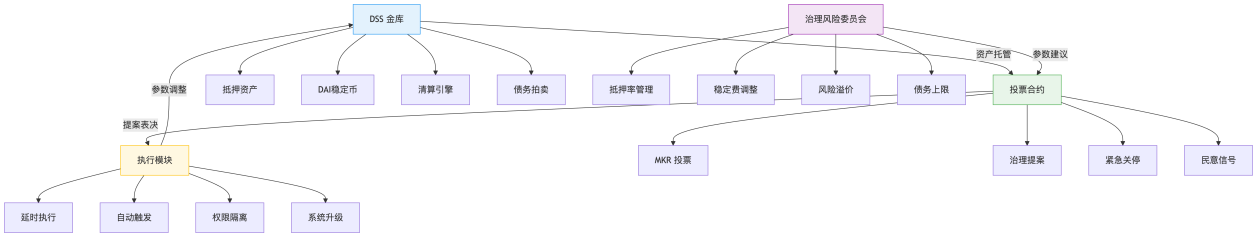 DSS 金库
治理风险委员会
资产托管
参数建议
参数调整
抵押资产
DAI稳定币
清算引擎
债务拍卖
抵押率管理
稳定费调整
风险溢价
债务上限
投票合约
提案表决
执行模块
MKR 投票
治理提案
紧急关停
民意信号
延时执行
自动触发
权限隔离
系统升级